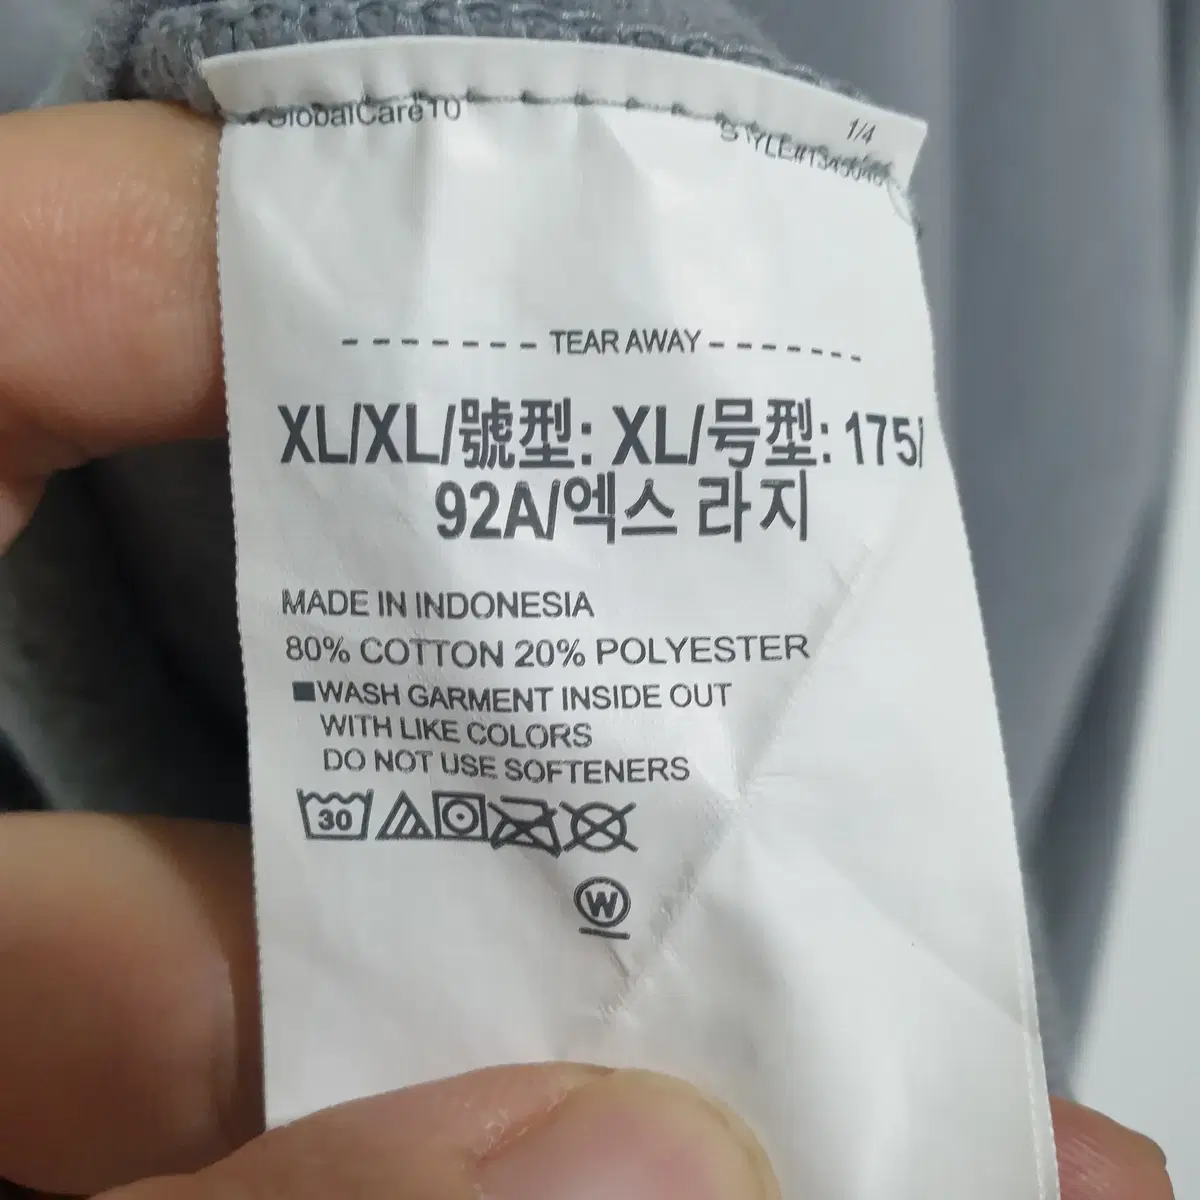 GlobalCare10
1/4
TEAR AWAY
XL/XL/號型: XL/号型: 175/
92A/엑스 라지
MADE IN INDONESIA
80% COTTON 20% POLYESTER
■WASH GARMENT INSIDE OUT
WITH LIKE COLORS
DO NOT USE SOFTENERS
30
W